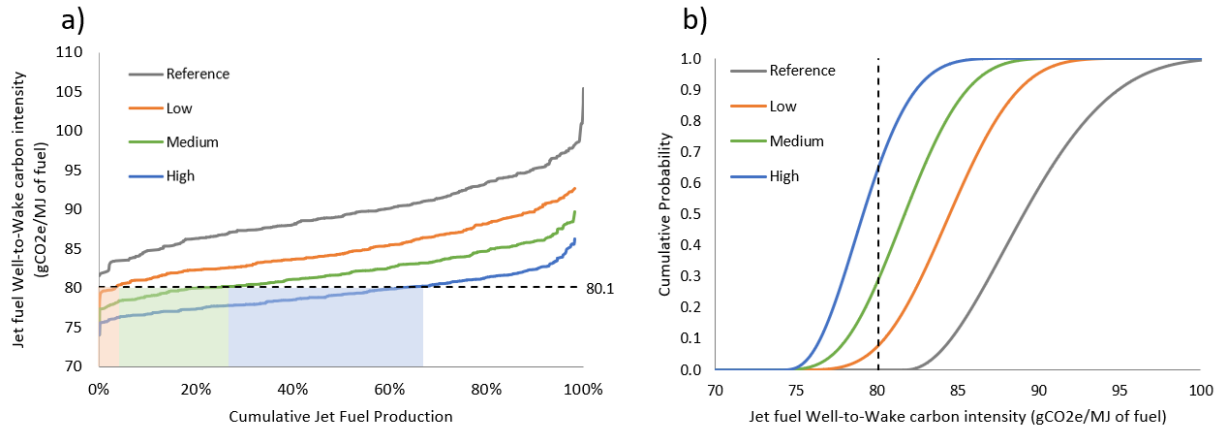 a)
Jet fuel Well-to-Wake carbon intensity
(gCO2e/MJ of fuel)
110
105
100
95
90
85
80
75
70
Reference
Low
Medium
High
80.1
0%
20%
40%
60%
80%
100%
Cumulative Jet Fuel Production
b)
Cumulative Probability
1.0
0.9
0.8
0.7
0.6
0.5
0.4
0.3
0.2
0.1
0.0
Reference
Low
Medium
High
70
75
80
85
90
95
100
Jet fuel Well-to-Wake carbon intensity (gCO2e/MJ of fuel)